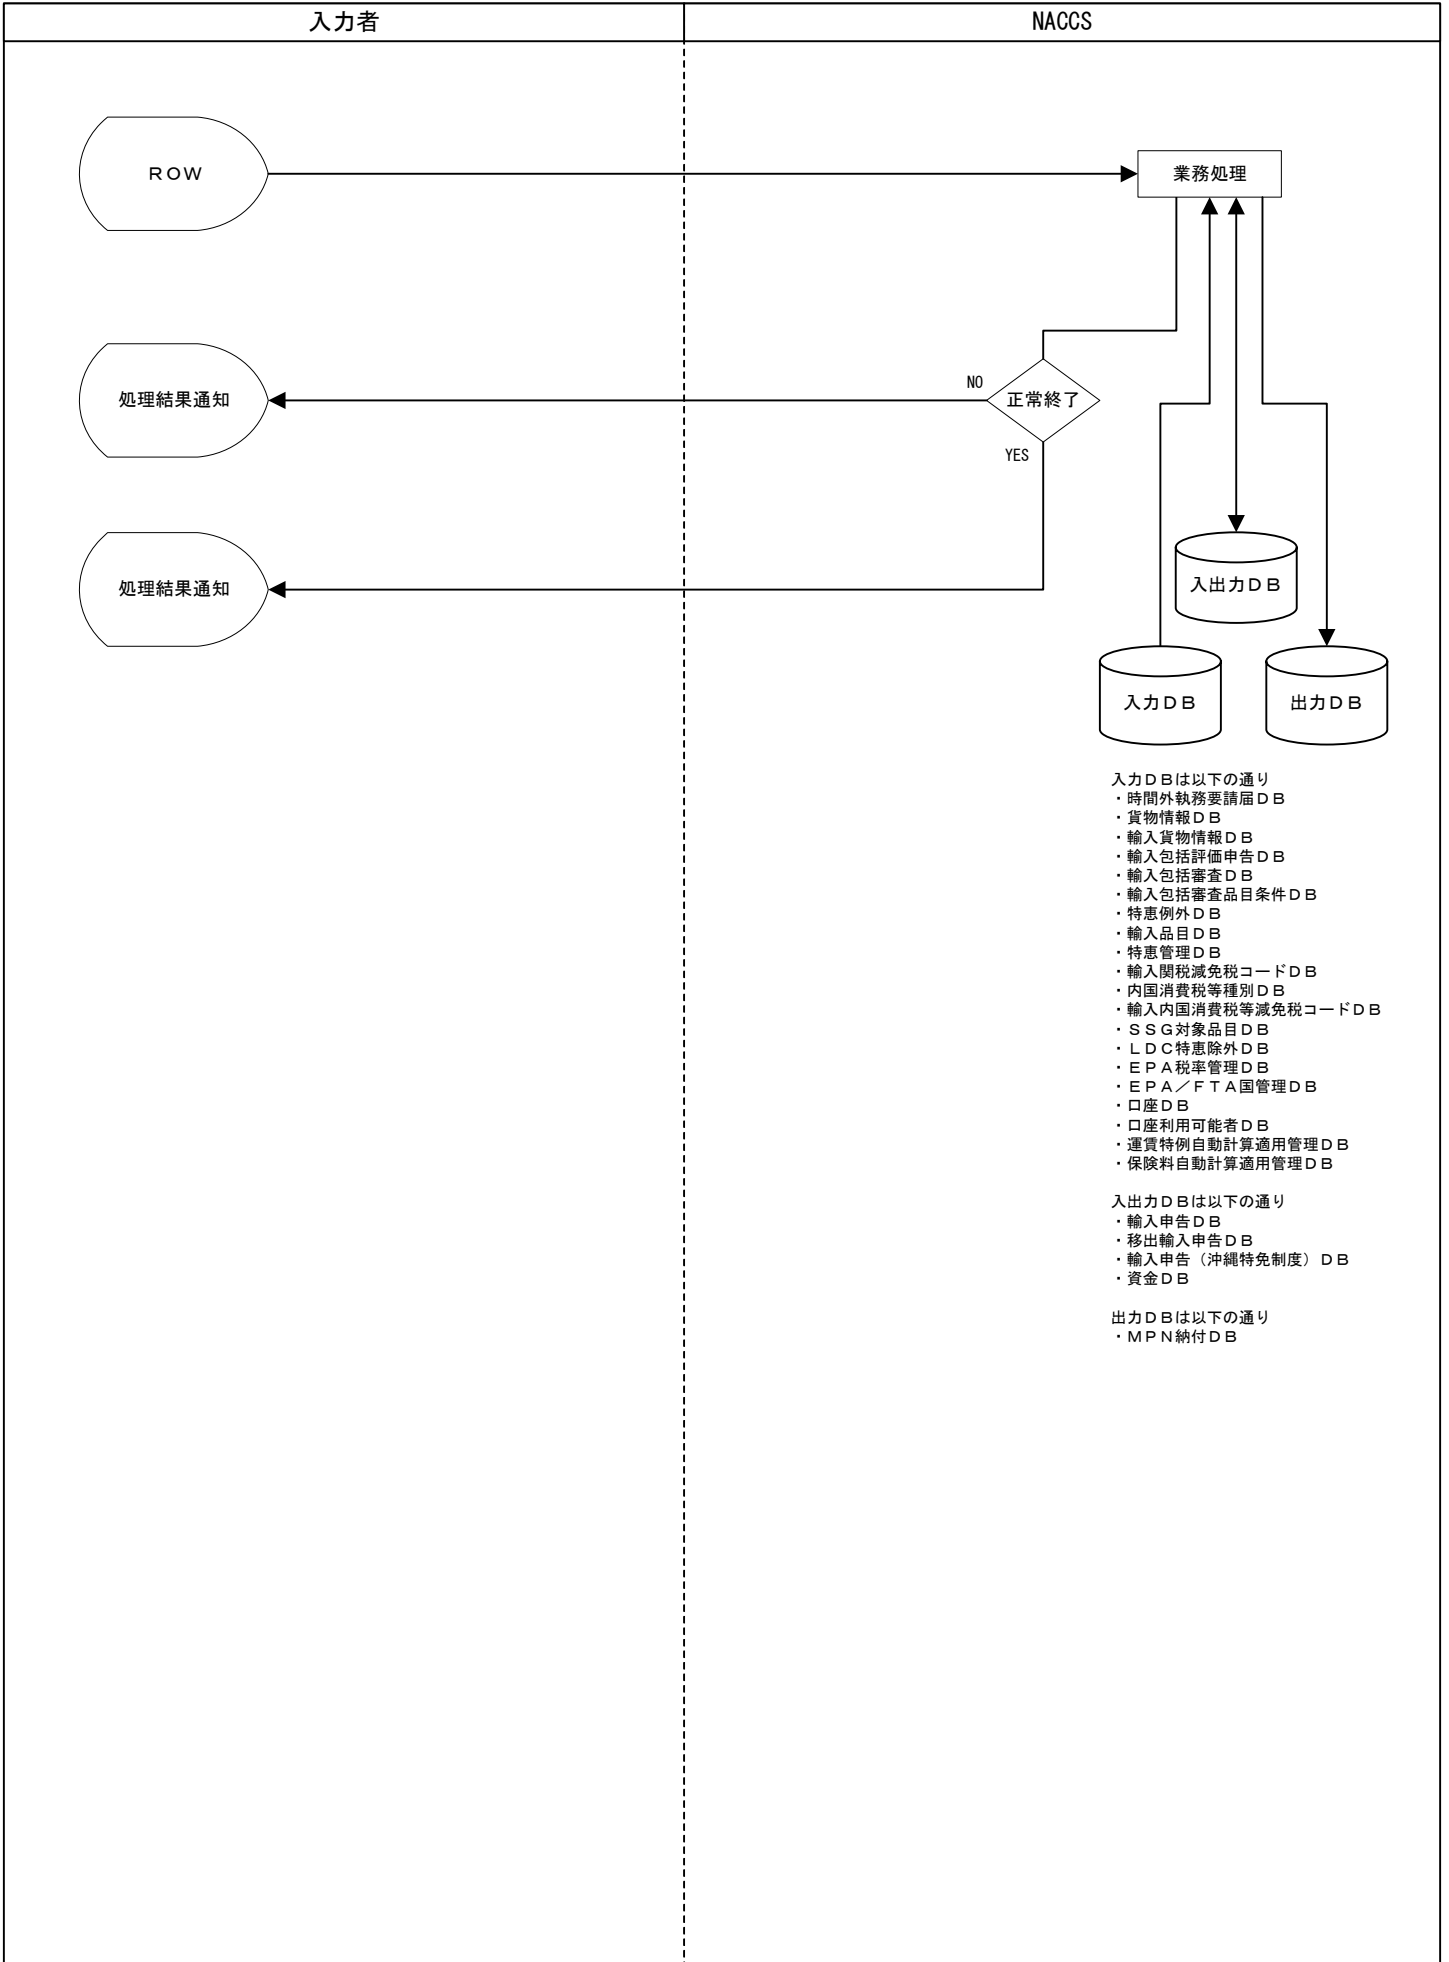 入力者
NACCS
ＲＯＷ
業務処理
処理結果通知
NO
正常終了
YES
処理結果通知
入出力ＤＢ
入力ＤＢ
出力ＤＢ
入力ＤＢは以下の通り
・時間外執務要請届ＤＢ
・貨物情報ＤＢ
・輸入貨物情報ＤＢ
・輸入包括評価申告ＤＢ
・輸入包括審査ＤＢ
・輸入包括審査品目条件ＤＢ
・特恵例外ＤＢ
・輸入品目ＤＢ
・特恵管理ＤＢ
・輸入関税減免税コードＤＢ
・内国消費税等種別ＤＢ
・輸入内国消費税等減免税コードＤＢ
・ＳＳＧ対象品目ＤＢ
・ＬＤＣ特恵除外ＤＢ
・ＥＰＡ税率管理ＤＢ
・ＥＰＡ／ＦＴＡ国管理ＤＢ
・口座ＤＢ
・口座利用可能者ＤＢ
・運賃特例自動計算適用管理ＤＢ
・保険料自動計算適用管理ＤＢ
入出力ＤＢは以下の通り
・輸入申告ＤＢ
・移出輸入申告ＤＢ
・輸入申告（沖縄特免制度）ＤＢ
・資金ＤＢ
出力ＤＢは以下の通り
・ＭＰＮ納付ＤＢ